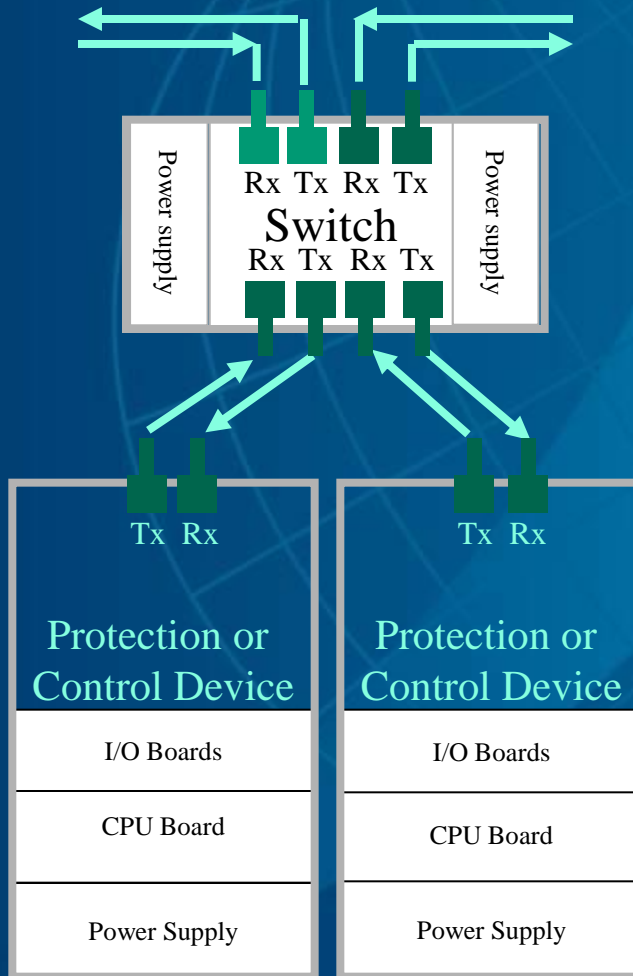 Power supply
Rx Tx Rx Tx
Switch
Rx Tx Rx Tx
Power supply
Tx Rx
Protection or
Control Device
I/O Boards
CPU Board
Power Supply
Tx Rx
Protection or
Control Device
I/O Boards
CPU Board
Power Supply